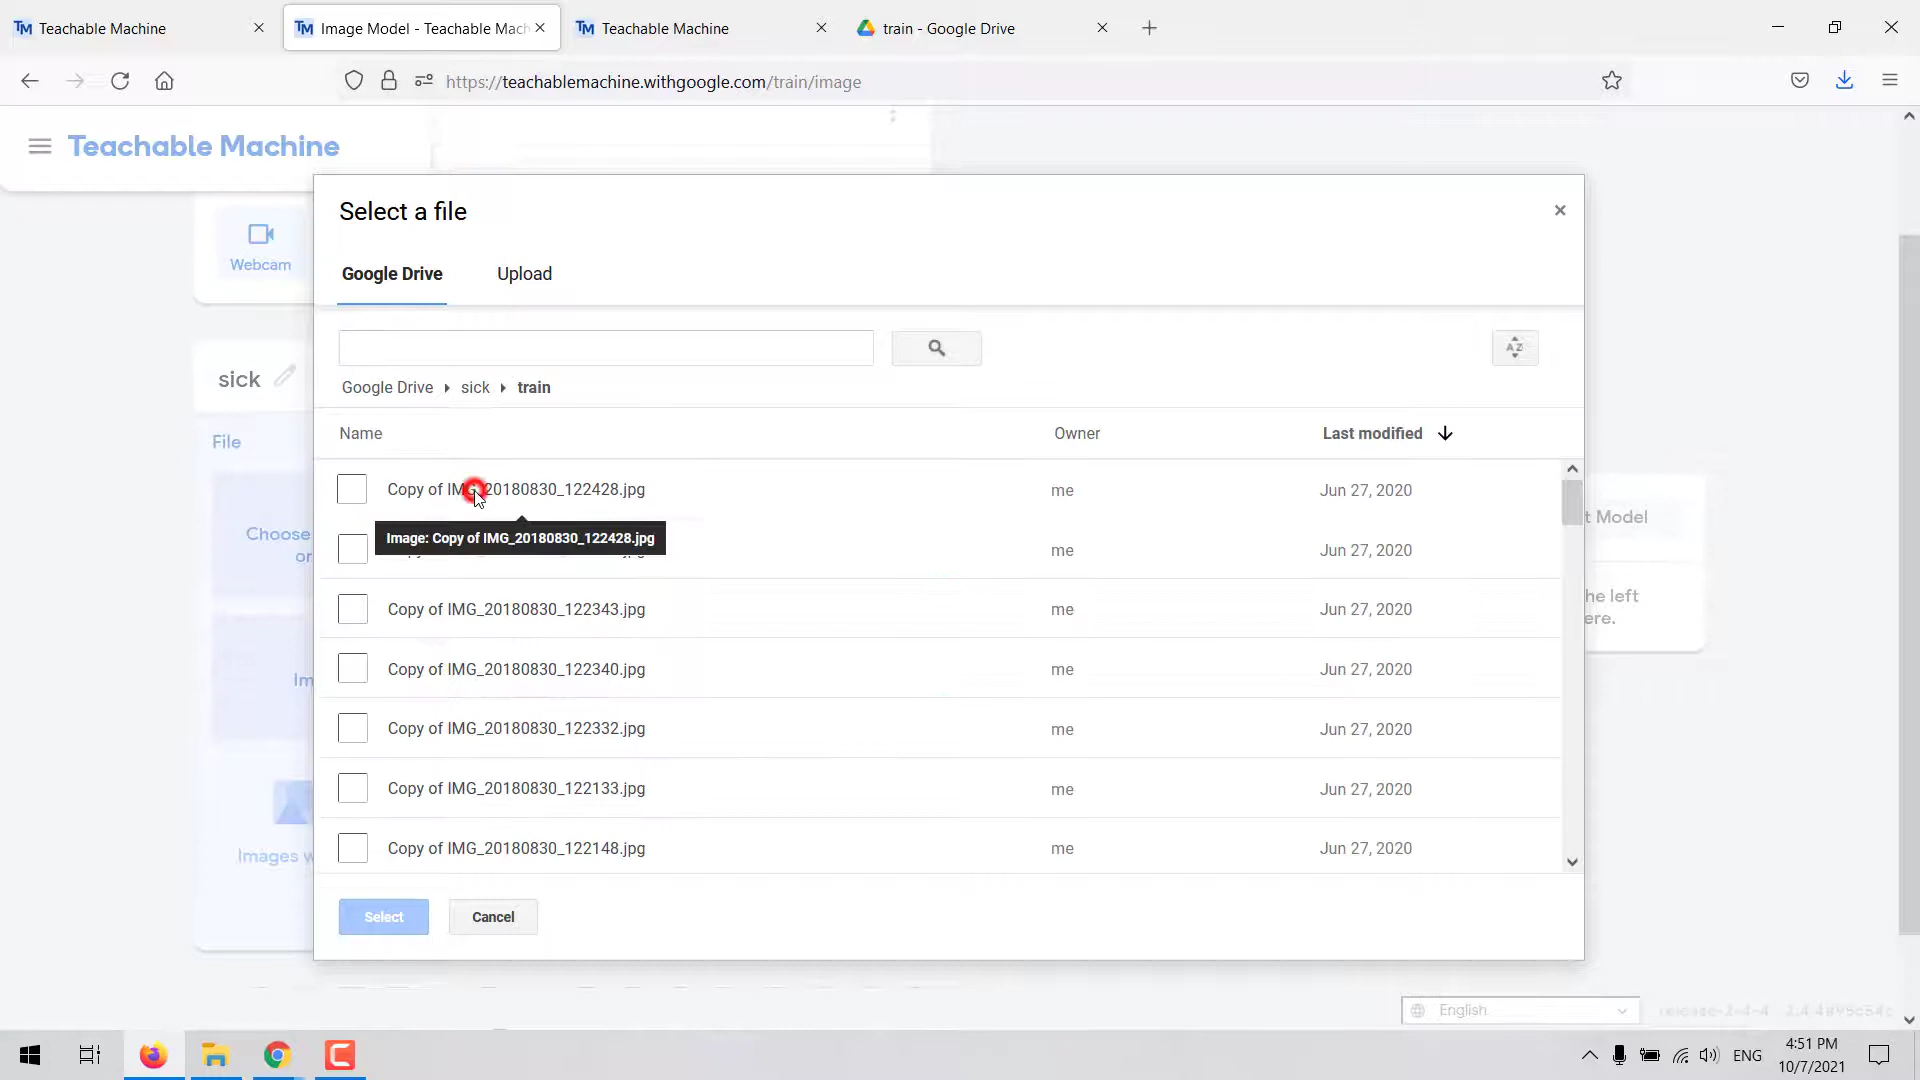 Teachable Machine
Image Model - Teachable Mach
Teachable Machine
train - Google Drive
https://teachablemachine.withgoogle.com/train/image
Teachable Machine
Select a file
Webcam
Google Drive
Upload
sick
Google Drive
sick
train
AZ
File
Name
Owner
Last modified
Copy of IMG_20180830_122428.jpg
me
Jun 27, 2020
Image: Copy of IMG_20180830_122428.jpg
me
Jun 27, 2020
Copy of IMG_20180830_122343.jpg
me
Jun 27, 2020
Copy of IMG_20180830_122340.jpg
me
Jun 27, 2020
Copy of IMG_20180830_122332.jpg
me
Jun 27, 2020
Copy of IMG_20180830_122133.jpg
me
Jun 27, 2020
Copy of IMG_20180830_122148.jpg
me
Jun 27, 2020
Choose
or
Im
Images w
t Model
he left
ere.
Select
Cancel
English
ENG
4:51 PM
10/7/2021